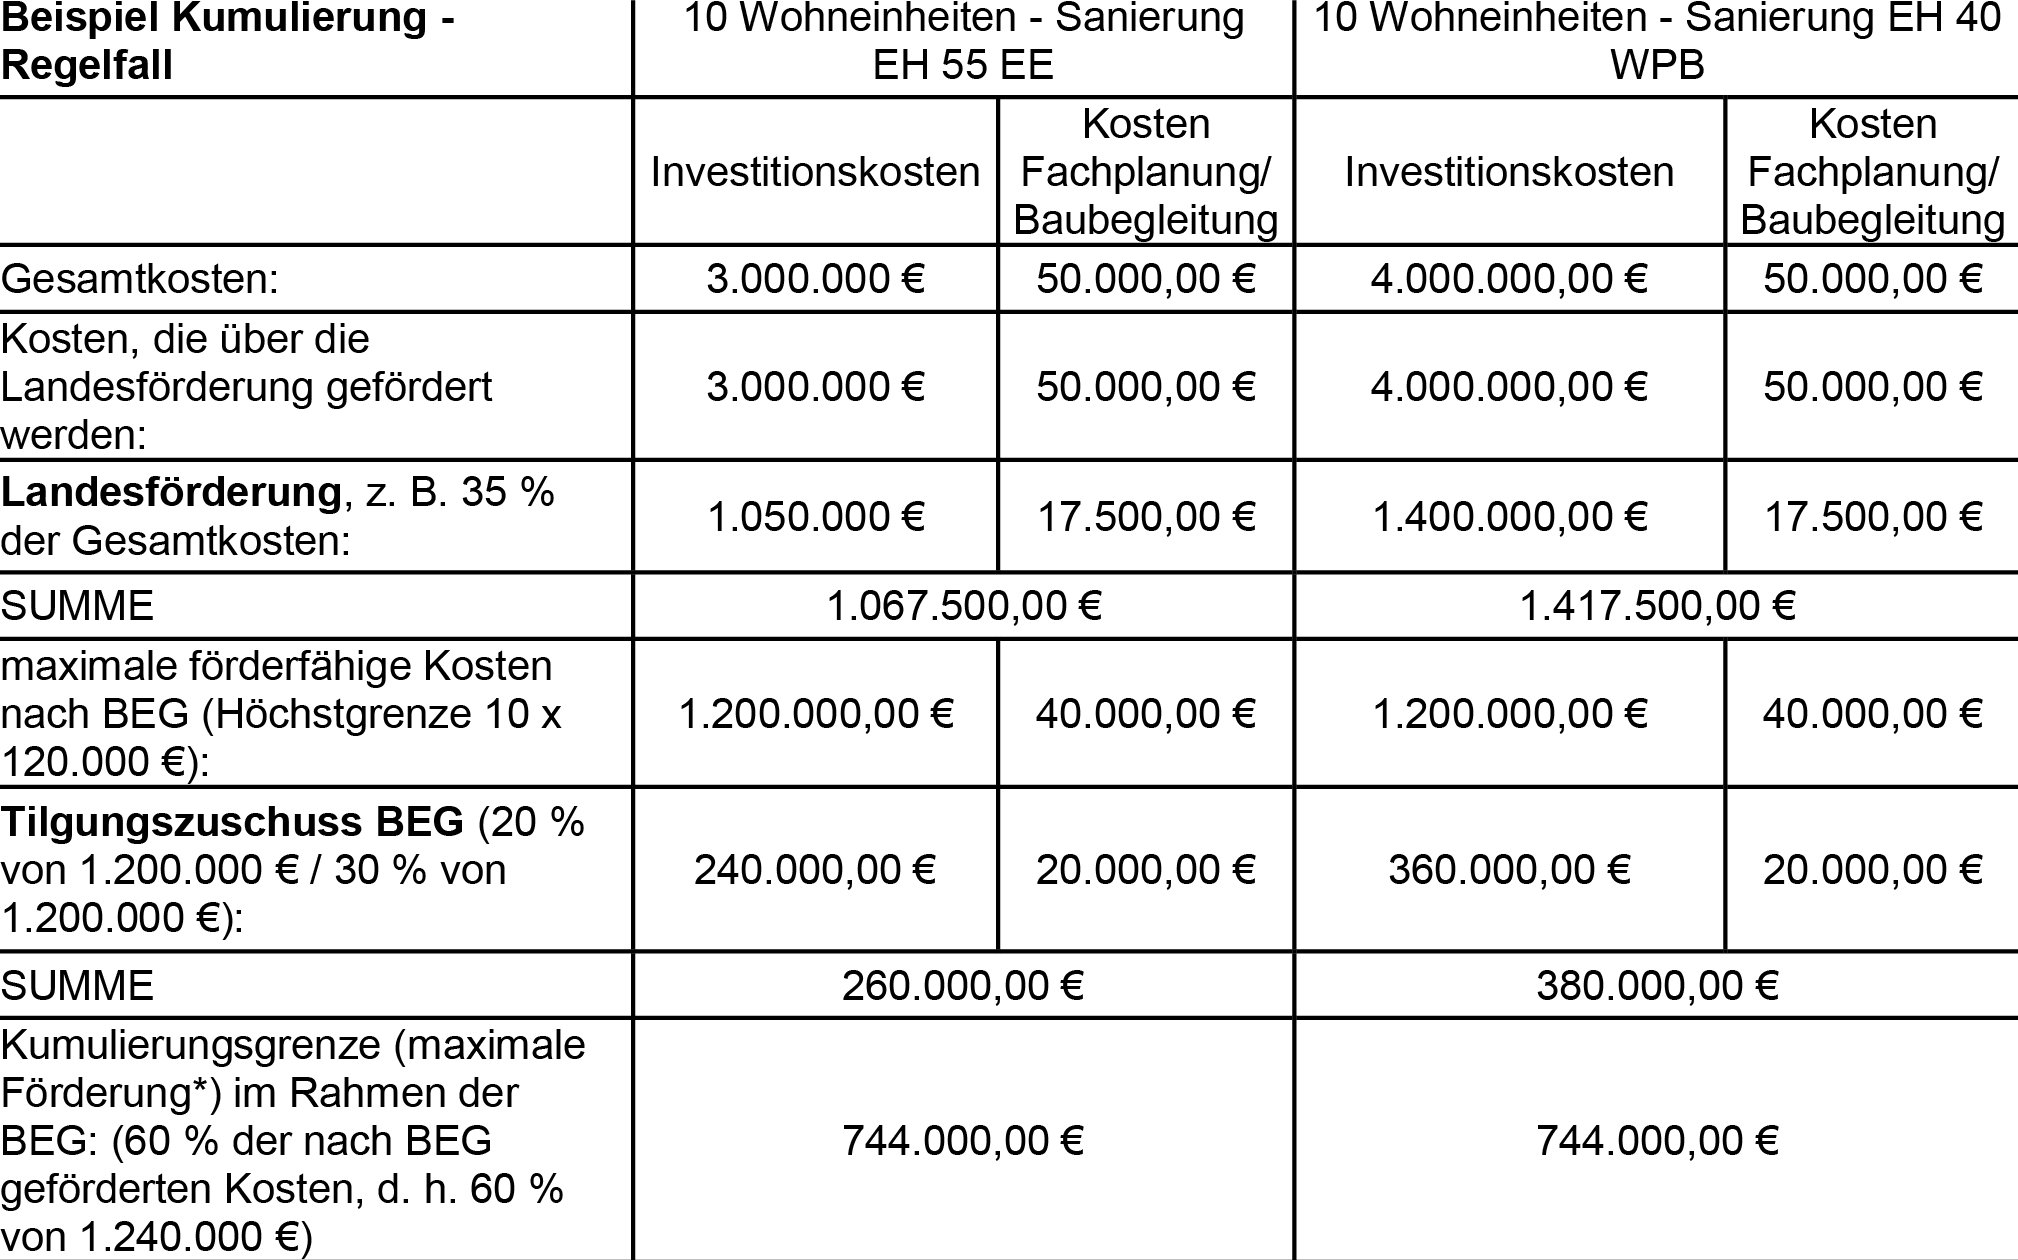 Beispiel Kumulierung -
Regelfall
10 Wohneinheiten - Sanierung
EH 55 EE
10 Wohneinheiten - Sanierung EH 40
WPB
Investitionskosten
Kosten
Fachplanung/
Baubegleitung
Investitionskosten
Kosten
Fachplanung/
Baubegleitung
Gesamtkosten:
3.000.000 €
50.000,00 €
4.000.000,00 €
50.000,00 €
Kosten, die über die
Landesförderung gefördert
werden:
3.000.000 €
50.000,00 €
4.000.000,00 €
50.000,00 €
Landesförderung, z. B. 35 %
der Gesamtkosten:
1.050.000 €
17.500,00 €
1.400.000,00 €
17.500,00 €
SUMME
1.067.500,00 €
1.417.500,00 €
maximale förderfähige Kosten
nach BEG (Höchstgrenze 10 x
120.000 €):
1.200.000,00 €
40.000,00 €
1.200.000,00 €
40.000,00 €
Tilgungszuschuss BEG (20 %
von 1.200.000 € / 30 % von
1.200.000 €):
240.000,00 €
20.000,00 €
360.000,00 €
20.000,00 €
SUMME
260.000,00 €
380.000,00 €
Kumulierungsgrenze (maximale
Förderung*) im Rahmen der
BEG: (60 % der nach BEG
geförderten Kosten, d. h. 60 %
von 1.240.000 €)
744.000,00 €
744.000,00 €